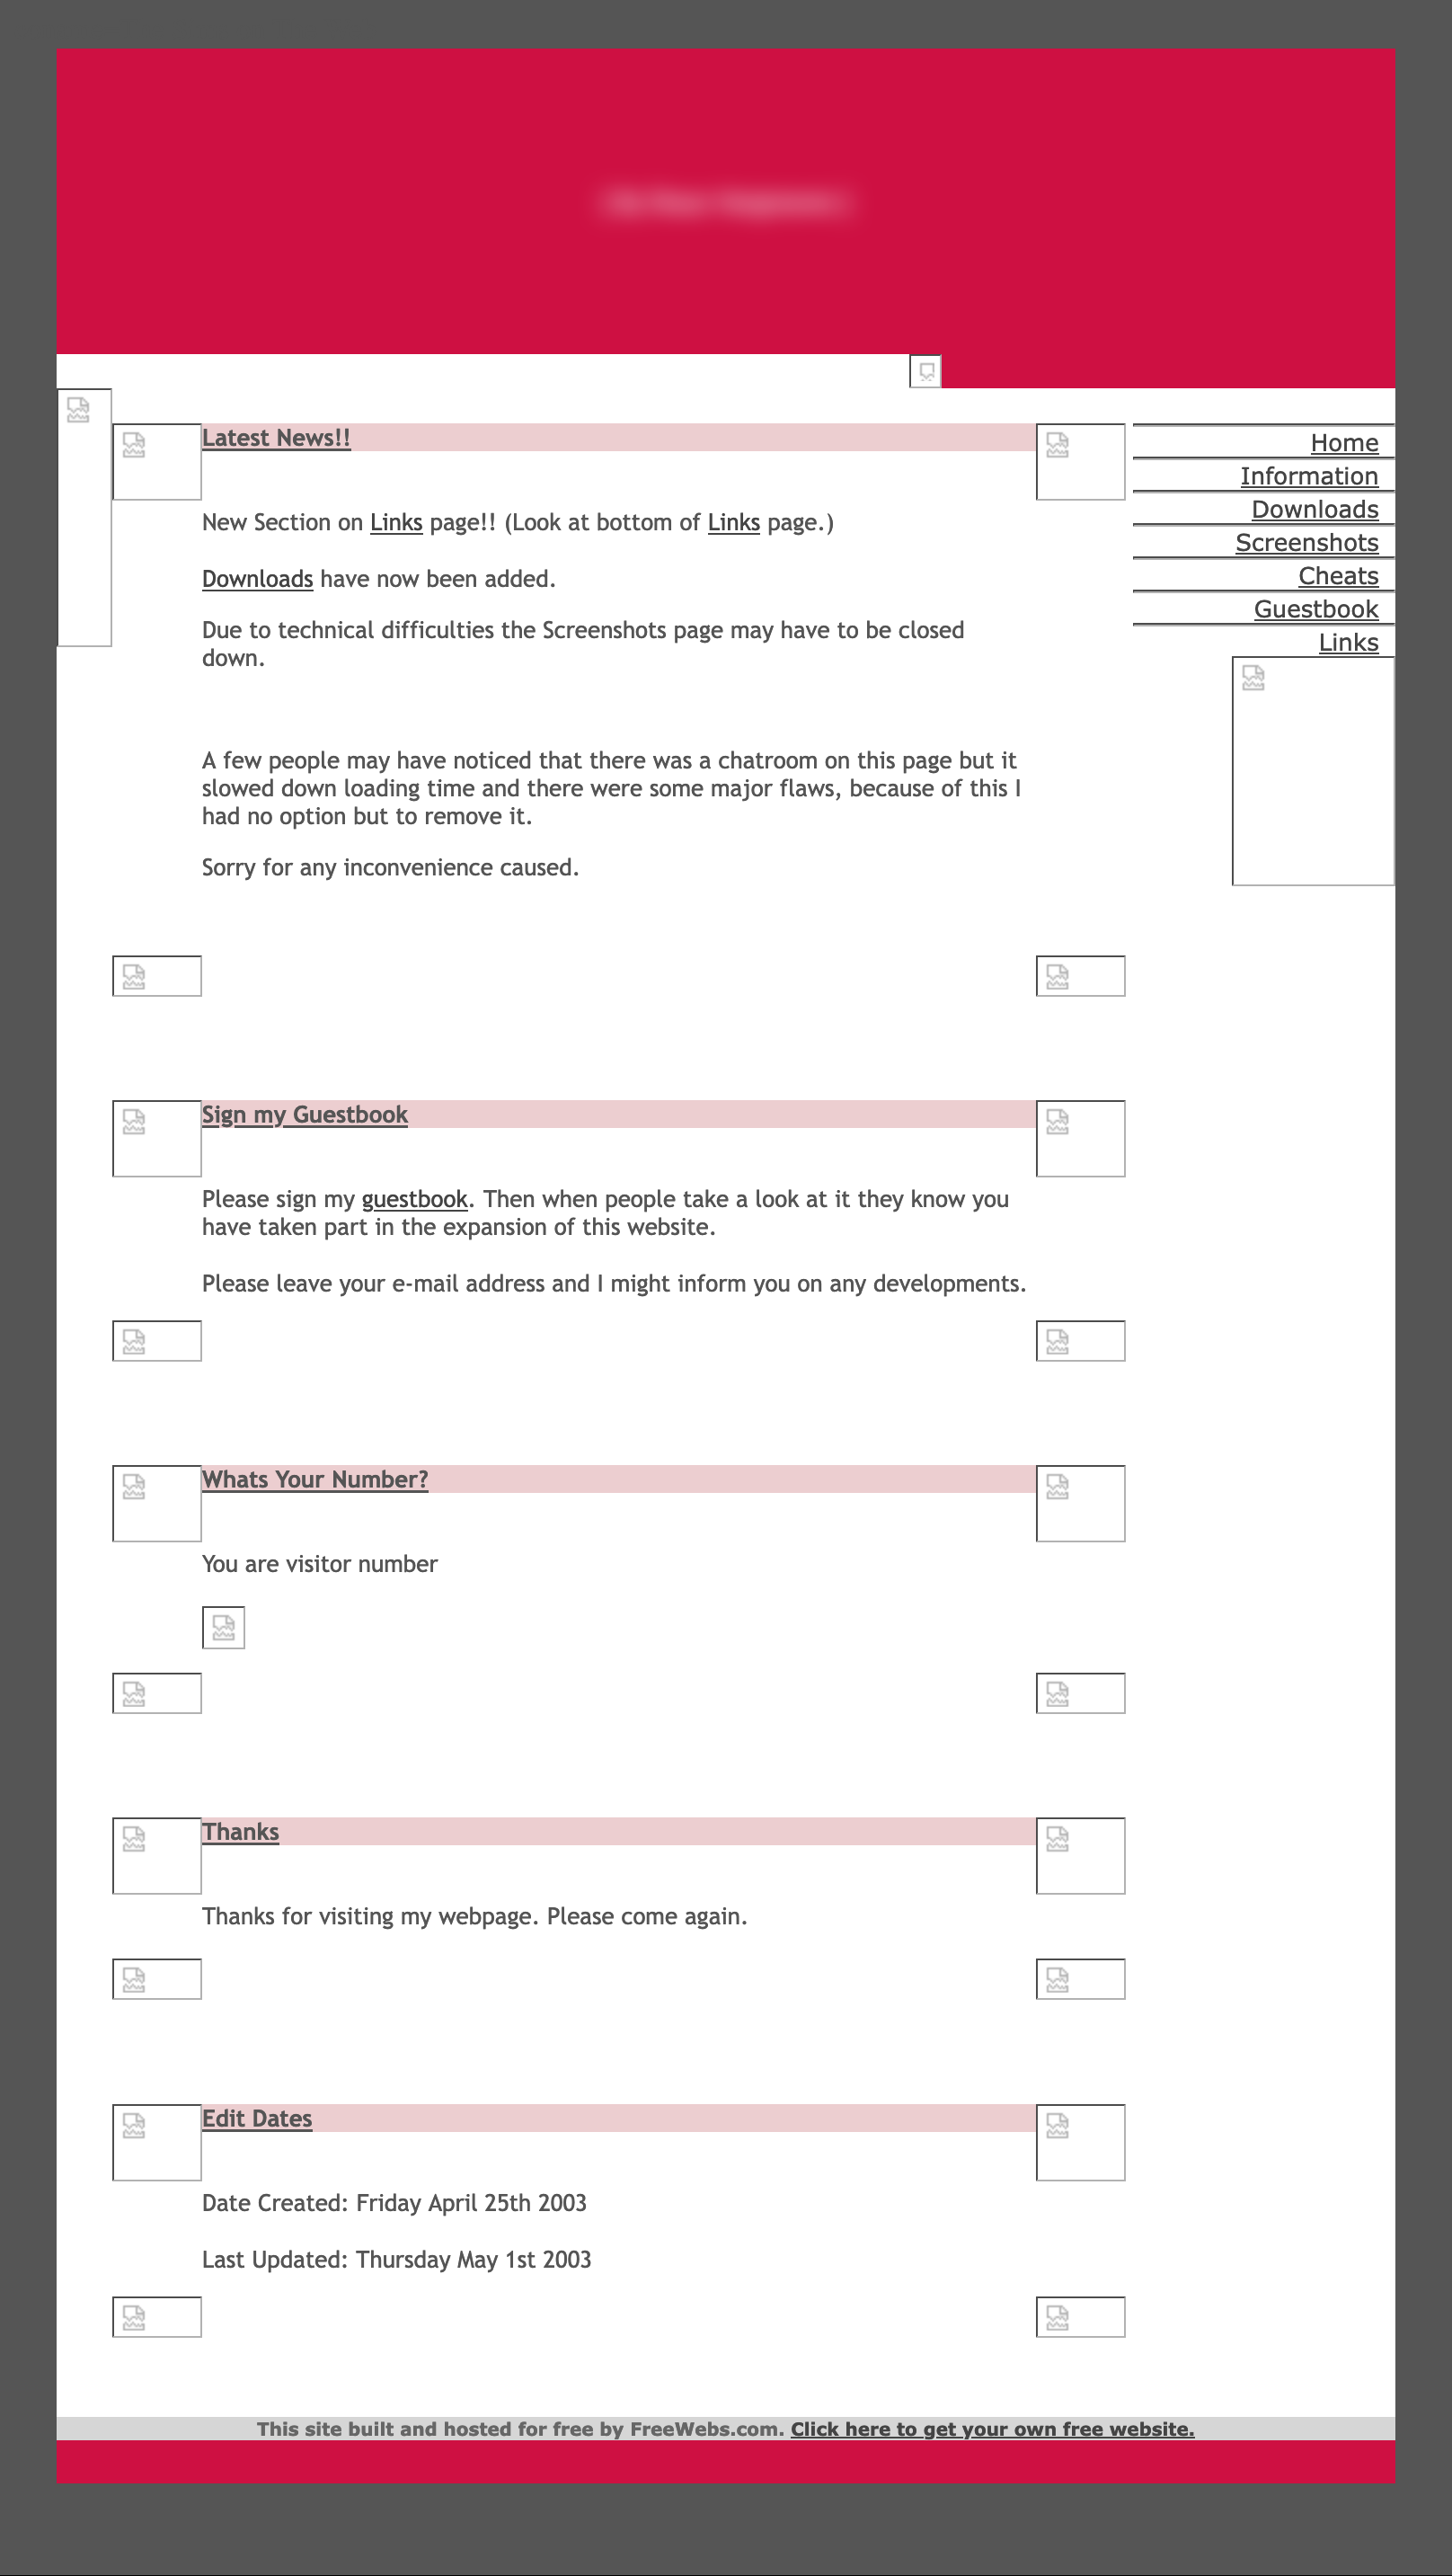 Latest News!!
New Section on Links page!! (Look at bottom of Links page.)
Downloads have now been added.
Due to technical difficulties the Screenshots page may have to be closed
down.
A few people may have noticed that there was a chatroom on this page but it
slowed down loading time and there were some major flaws, because of this I
had no option but to remove it.
Sorry for any inconvenience caused.
Home
Information
Downloads
Screenshots
Cheats
Guestbook
Links
Sign my Guestbook
Please sign my guestbook. Then when people take a look at it they know you
have taken part in the expansion of this website.
Please leave your e-mail address and I might inform you on any developments.
Whats Your Number?
You are visitor number
Thanks
Thanks for visiting my webpage. Please come again.
Edit Dates
Date Created: Friday April 25th 2003
Last Updated: Thursday May 1st 2003
This site built and hosted for free by FreeWebs.com. Click here to get your own free website.